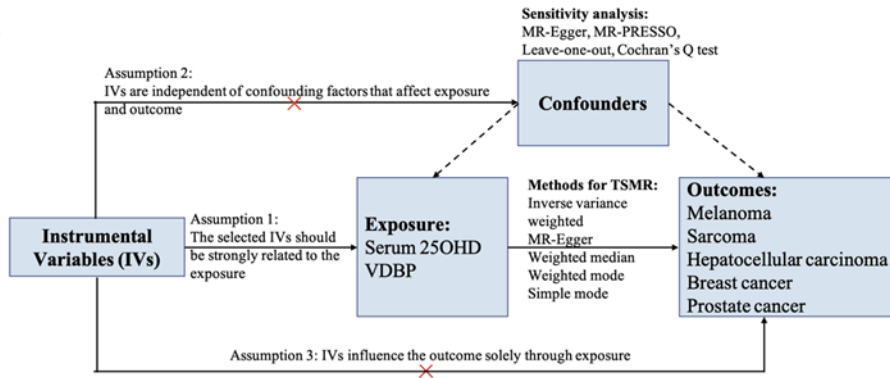 Sensitivity analysis:
MR-Egger, MR-PRESSO,
Leave-one-out, Cochran's Q test
Assumption 2:
IVs are independent of confounding factors that affect exposure
and outcome
Confounders
Instrumental
Variables (IVs)
Assumption 1:
The selected IVs should
be strongly related to the
exposure
Exposure:
Serum 25OHD
VDBP
Methods for TSMR:
Inverse variance
weighted
MR-Egger
Weighted median
Weighted mode
Simple mode
Outcomes:
Melanoma
Sarcoma
Hepatocellular carcinoma
Breast cancer
Prostate cancer
Assumption 3: IVs influence the outcome solely through exposure